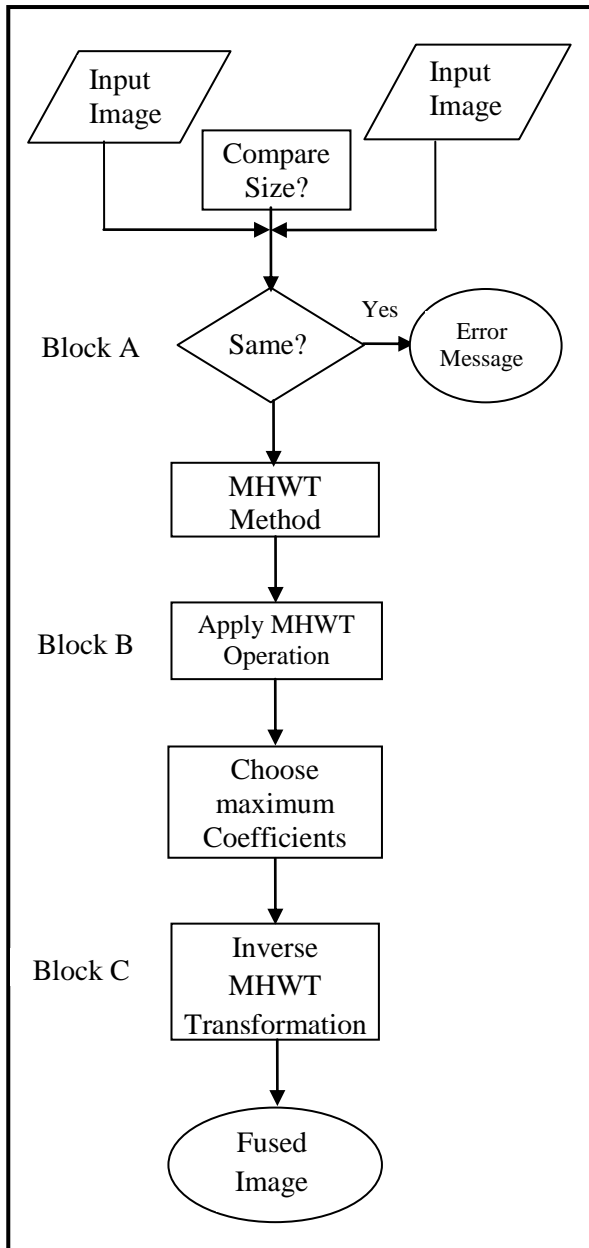 Input
Image
Input
Image
Compare
Size?
Block A
Same?
Yes
Error
Message
MHWT
Method
Block B
Apply MHWT
Operation
Choose
maximum
Coefficients
Block C
Inverse
MHWT
Transformation
Fused
Image